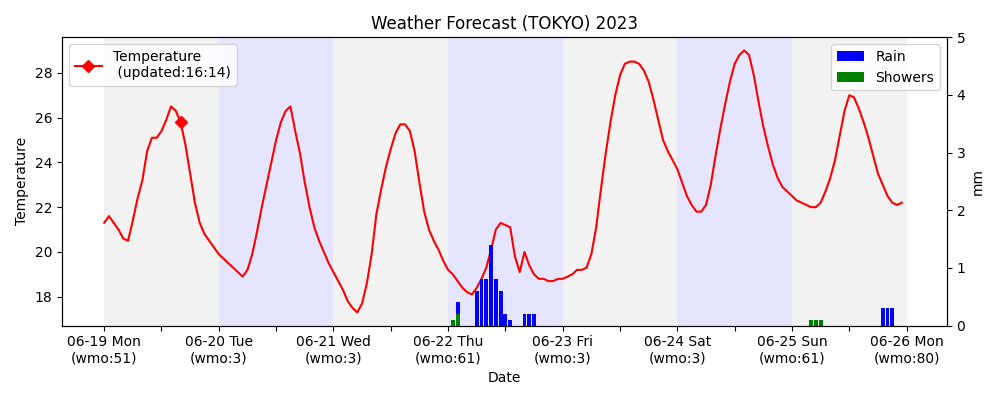 Weather Forecast (TOKYO) 2023
Temperature
(updated:16:14)
Rain
Showers
Temperature
28
26
24
22
20
18
5
4
3
2
1
0
mm
06-19 Mon 06-20 Tue 06-21 Wed 06-22 Thu 06-23 Fri 06-24 Sat 06-25 Sun 06-26 Mon
(wmo:51) (wmo:3) (wmo:3) (wmo:61) (wmo:3) (wmo:3) (wmo:61) (wmo:80)
Date